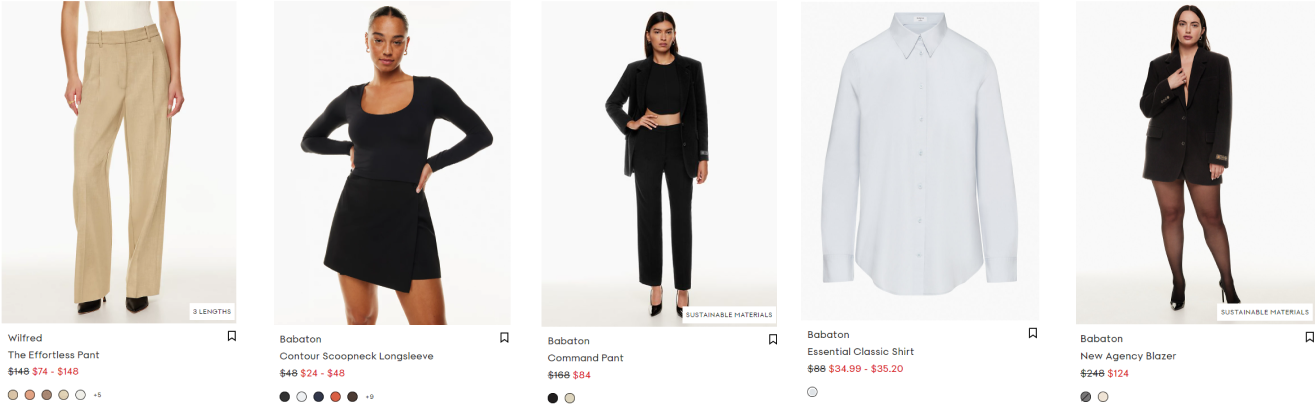 3 LENGTHS
Wilfred
The Effortless Pant
$148 $74 - $148
+5
Babaton
Contour Scoopneck Longsleeve
$48 $24 - $48
+9
SUSTAINABLE MATERIALS
Babaton
Command Pant
$168 $84
Babaton
Essential Classic Shirt
$88 $34.99 - $35.20
SUSTAINABLE MATERIALS
Babaton
New Agency Blazer
$248 $124